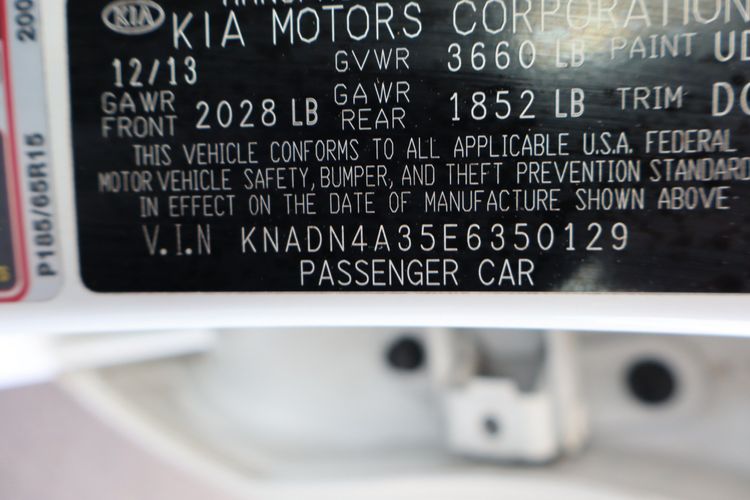 KIA KIA MOTORS CORPORATION
12/13 GVWR 3660 LB PAINT
GAWR FRONT 2028 LB GAWR REAR 1852 LB TRIM
THIS VEHICLE CONFORMS TO ALL APPLICABLE U.S.A. FEDERAL
MOTOR VEHICLE SAFETY, BUMPER, AND THEFT PREVENTION STANDARD
IN EFFECT ON THE DATE OF MANUFACTURE SHOWN ABOVE
V.I.N KNADN4A35E6350129
PASSENGER CAR
P185/65R15
200